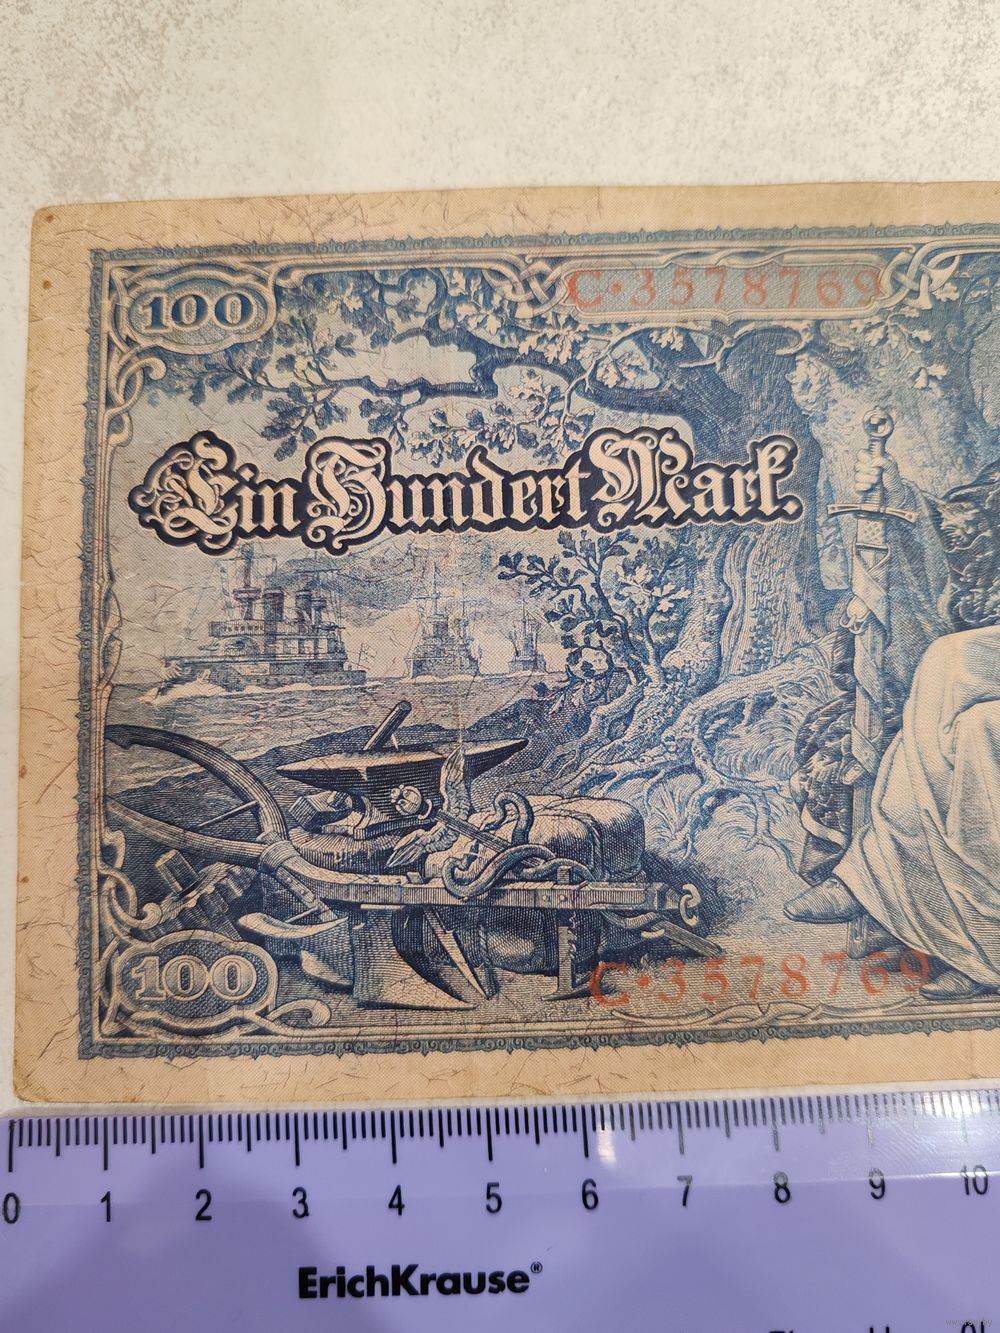 C·3578769
100
Ein Hundert Mark.
100
C·3578769
0 1 2 3 4 5 6 7 8 9 10
ErichKrause®